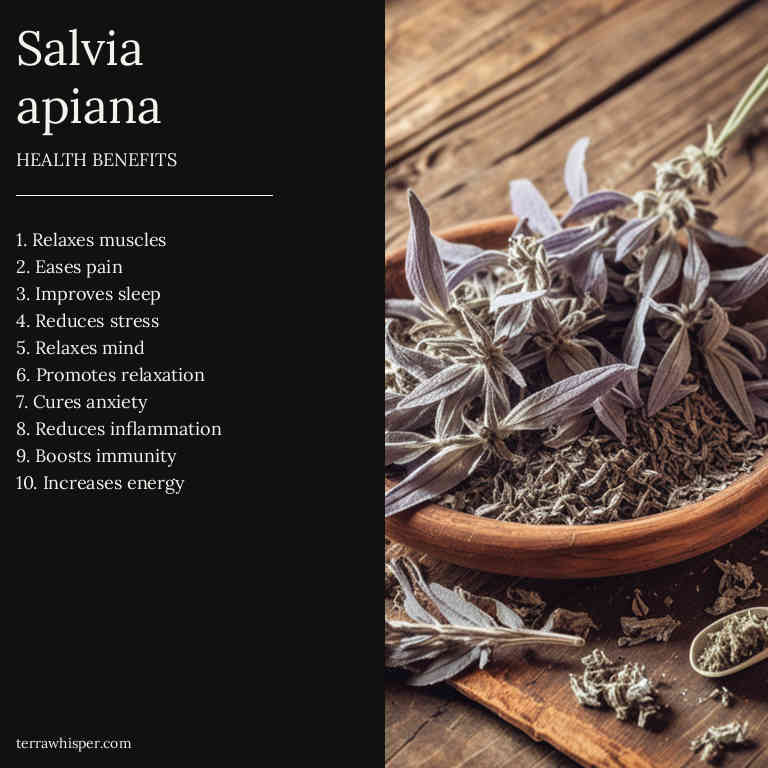 Salvia
apiana
HEALTH BENEFITS
1. Relaxes muscles
2. Eases pain
3. Improves sleep
4. Reduces stress
5. Relaxes mind
6. Promotes relaxation
7. Cures anxiety
8. Reduces inflammation
9. Boosts immunity
10. Increases energy
terrawhisper.com